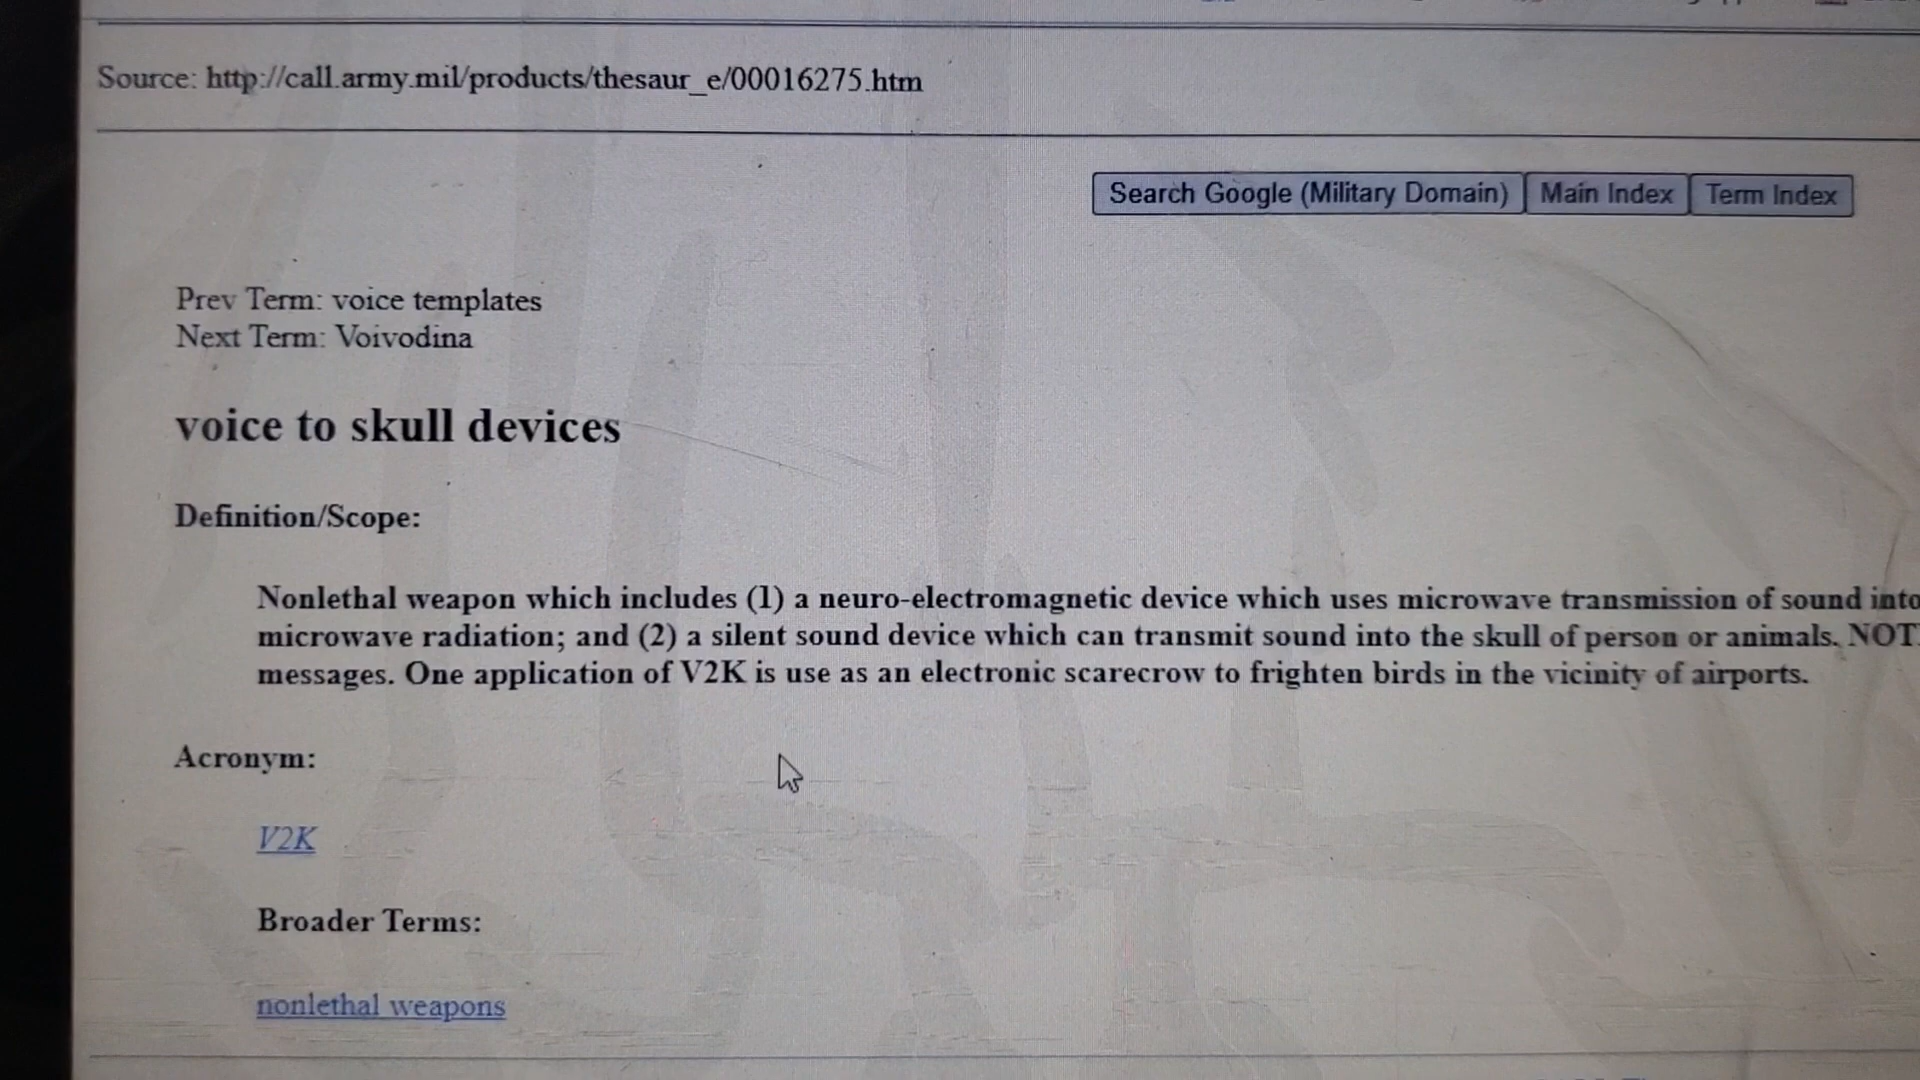 Source: http://call.army.mil/products/thesaur_e/00016275.htm
Search Google (Military Domain) Main Index Term Index
Prev Term: voice templates
Next Term: Voivodina
voice to skull devices
Definition/Scope:
Nonlethal weapon which includes (1) a neuro-electromagnetic device which uses microwave transmission of sound into
microwave radiation; and (2) a silent sound device which can transmit sound into the skull of person or animals. NOT
messages. One application of V2K is use as an electronic scarecrow to frighten birds in the vicinity of airports.
Acronym:
V2K
Broader Terms:
nonlethal weapons